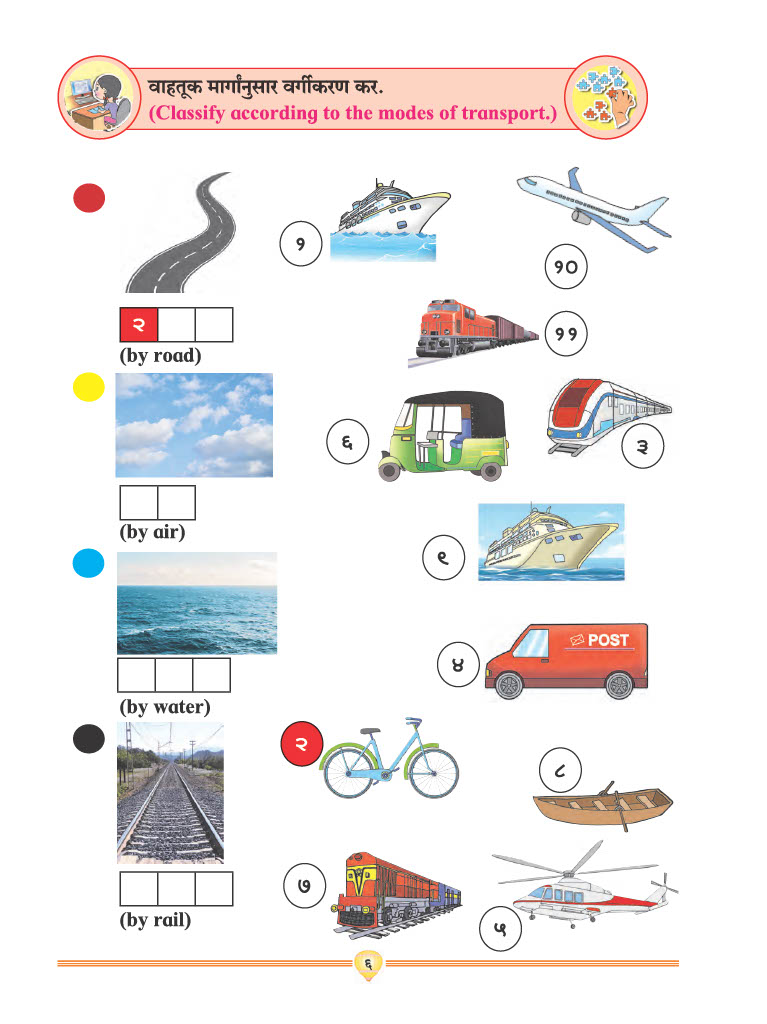 वाहतूक मार्गांनुसार वर्गीकरण कर.
(Classify according to the modes of transport.)
१
१०
२
(by road)
११
६
३
(by air)
९
POST
४
(by water)
२
८
७
५
(by rail)
६